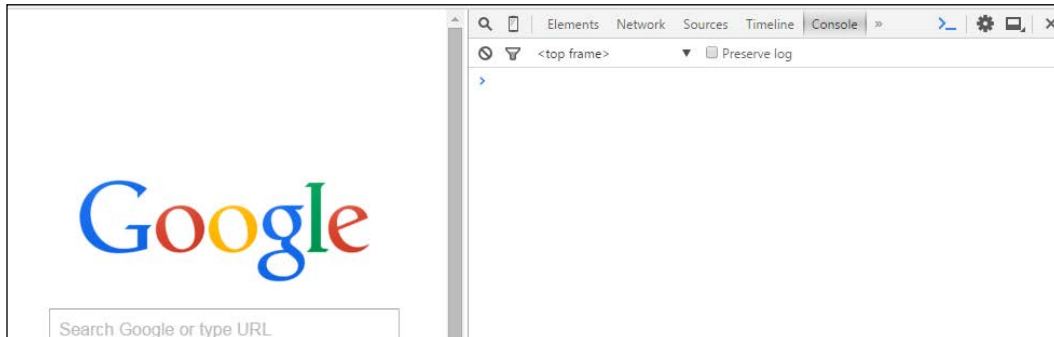 Elements Network Sources Timeline Console »
<top frame> ▼ Preserve log
Google
Search Google or type URL